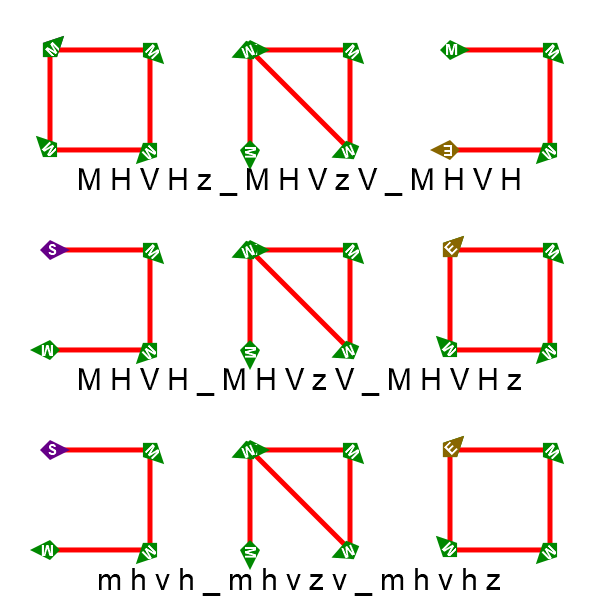 M H V H z _ M H V z V _ M H V H
M H V H _ M H V z V _ M H V H z
m h v h _ m h v z v _ m h v h z